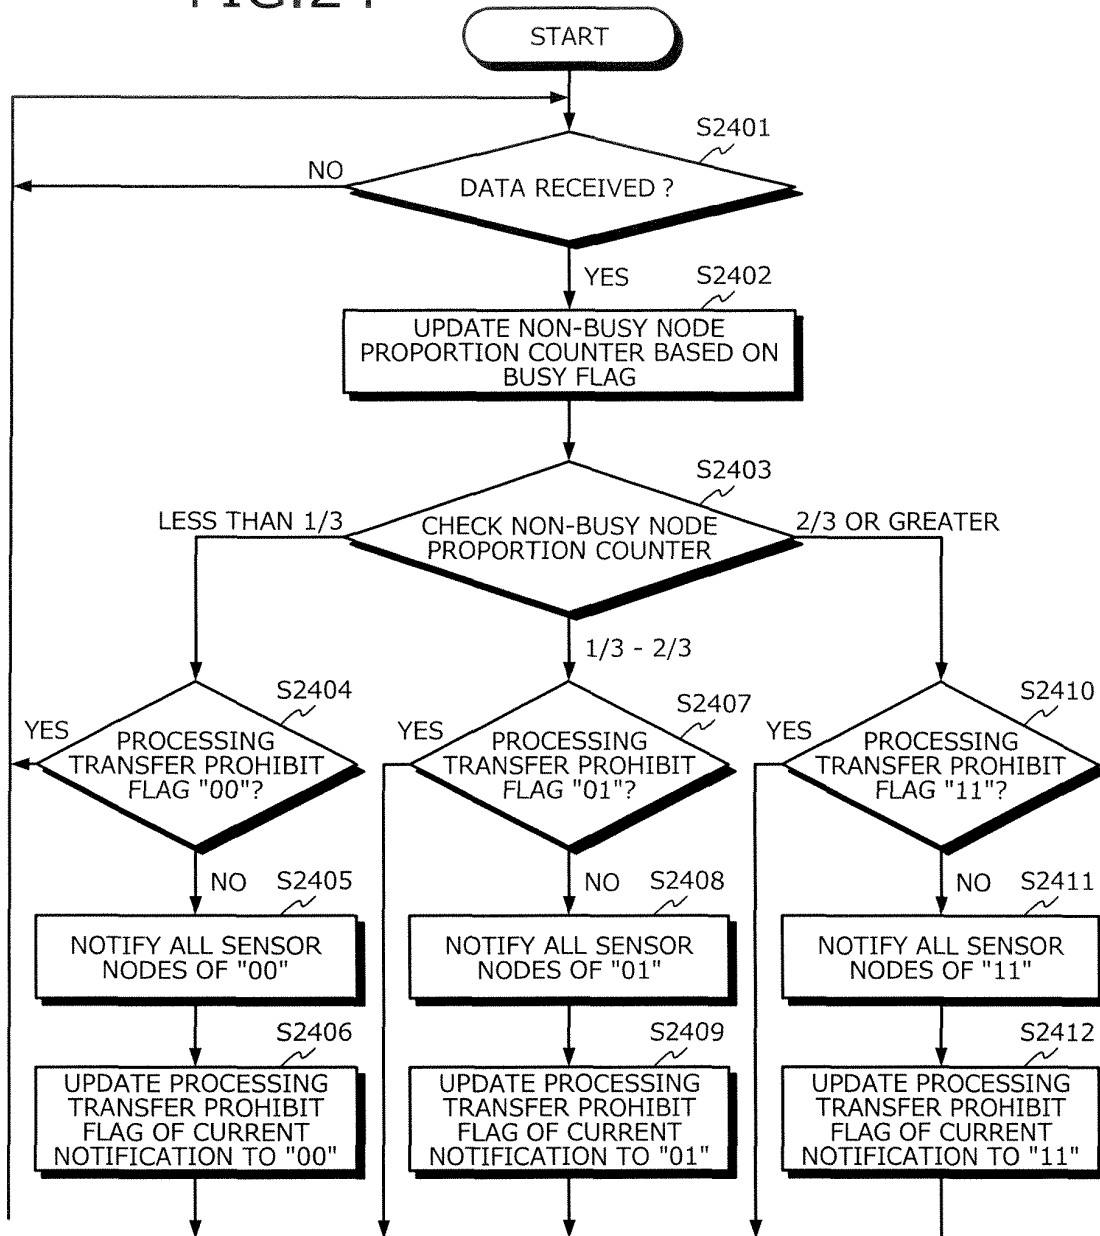 START
S2401
NO
DATA RECEIVED ?
YES
S2402
UPDATE NON-BUSY NODE
PROPORTION COUNTER BASED ON
BUSY FLAG
S2403
LESS THAN 1/3
CHECK NON-BUSY NODE
PROPORTION COUNTER
2/3 OR GREATER
1/3 - 2/3
S2404
YES
PROCESSING
TRANSFER PROHIBIT
FLAG "00"?
S2407
YES
PROCESSING
TRANSFER PROHIBIT
FLAG "01"?
S2410
YES
PROCESSING
TRANSFER PROHIBIT
FLAG "11"?
NO
S2405
NOTIFY ALL SENSOR
NODES OF "00"
NO
S2408
NOTIFY ALL SENSOR
NODES OF "01"
NO
S2411
NOTIFY ALL SENSOR
NODES OF "11"
S2406
UPDATE PROCESSING
TRANSFER PROHIBIT
FLAG OF CURRENT
NOTIFICATION TO "00"
S2409
UPDATE PROCESSING
TRANSFER PROHIBIT
FLAG OF CURRENT
NOTIFICATION TO "01"
S2412
UPDATE PROCESSING
TRANSFER PROHIBIT
FLAG OF CURRENT
NOTIFICATION TO "11"